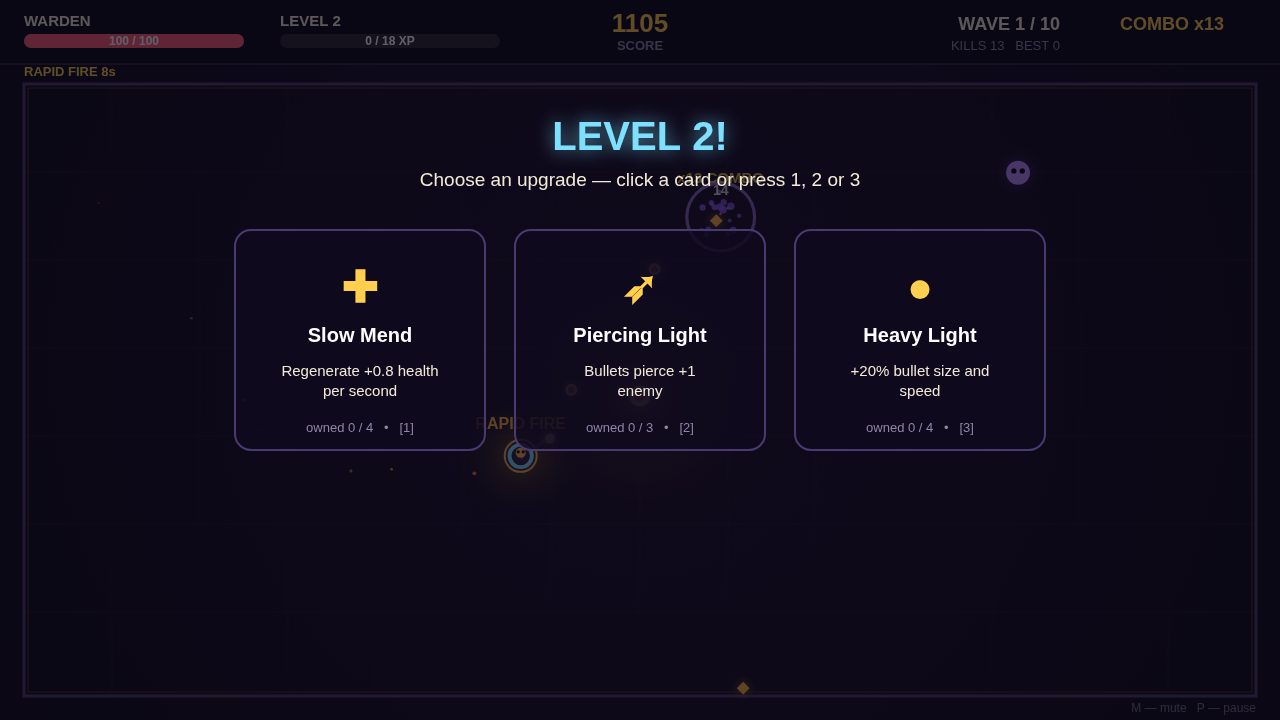 WARDEN
100 / 100
LEVEL 2
0 / 18 XP
1105
SCORE
WAVE 1 / 10
KILLS 13 BEST 0
COMBO x13
RAPID FIRE 8s
LEVEL 2!
COMBO
Choose an upgrade — click a card or press 1, 2 or 3
14
Slow Mend
Regenerate +0.8 health
per second
owned 0 / 4 • [1]
Piercing Light
Bullets pierce +1
enemy
owned 0 / 3 • [2]
Heavy Light
+20% bullet size and
speed
owned 0 / 4 • [3]
RAPID FIRE
M — mute P — pause